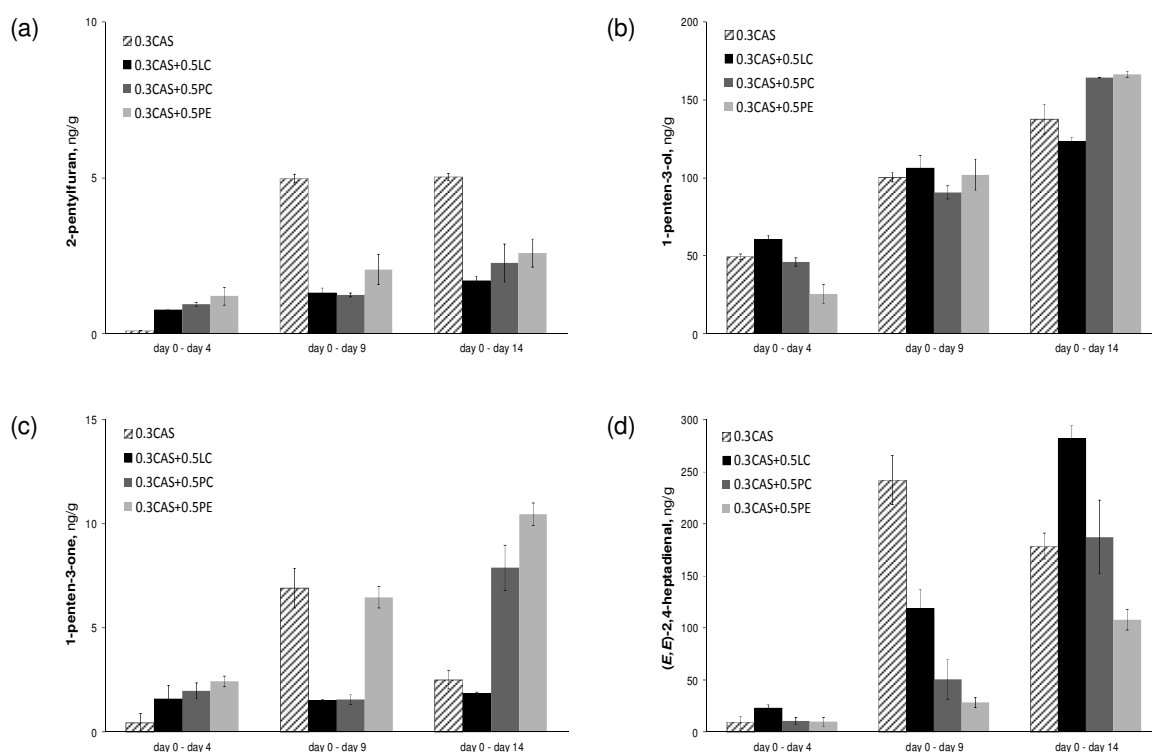 (a)
10
5
0
2-pentylfuran, ng/g
0.3CAS
0.3CAS+0.5LC
0.3CAS+0.5PC
0.3CAS+0.5PE
day 0 - day 4
day 0 - day 9
day 0 - day 14
(b)
200
150
100
50
0
1-penten-3-ol, ng/g
0.3CAS
0.3CAS+0.5LC
0.3CAS+0.5PC
0.3CAS+0.5PE
day 0 - day 4
day 0 - day 9
day 0 - day 14
(c)
15
10
5
0
1-penten-3-one, ng/g
0.3CAS
0.3CAS+0.5LC
0.3CAS+0.5PC
0.3CAS+0.5PE
day 0 - day 4
day 0 - day 9
day 0 - day 14
(d)
300
250
200
150
100
50
0
(E,E)-2,4-heptadienal, ng/g
0.3CAS
0.3CAS+0.5LC
0.3CAS+0.5PC
0.3CAS+0.5PE
day 0 - day 4
day 0 - day 9
day 0 - day 14